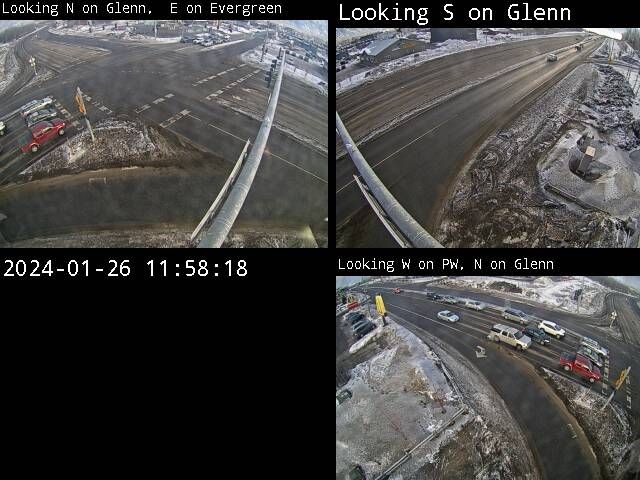 Looking N on Glenn,  E on Evergreen
Looking S on Glenn
2024-01-26 11:58:18
Looking W on PW, N on Glenn